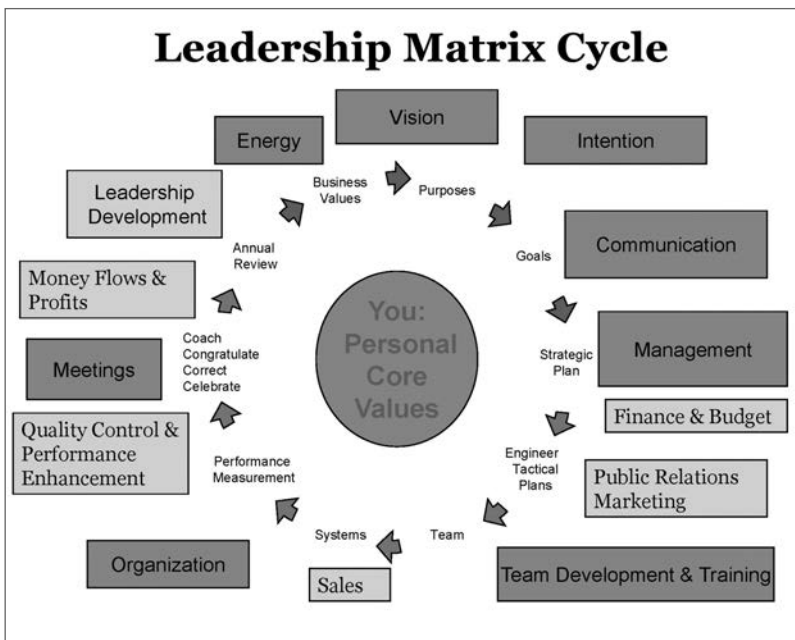 Leadership Matrix Cycle
Vision
Energy
Intention
Leadership
Development
Business
Values
Purposes
Annual
Review
Goals
Communication
Money Flows &
Profits
You:
Personal
Core
Values
Coach
Congratulate
Correct
Celebrate
Strategic
Plan
Management
Meetings
Finance & Budget
Quality Control &
Performance
Enhancement
Performance
Measurement
Engineer
Tactical
Plans
Public Relations
Marketing
Systems
Team
Organization
Sales
Team Development & Training